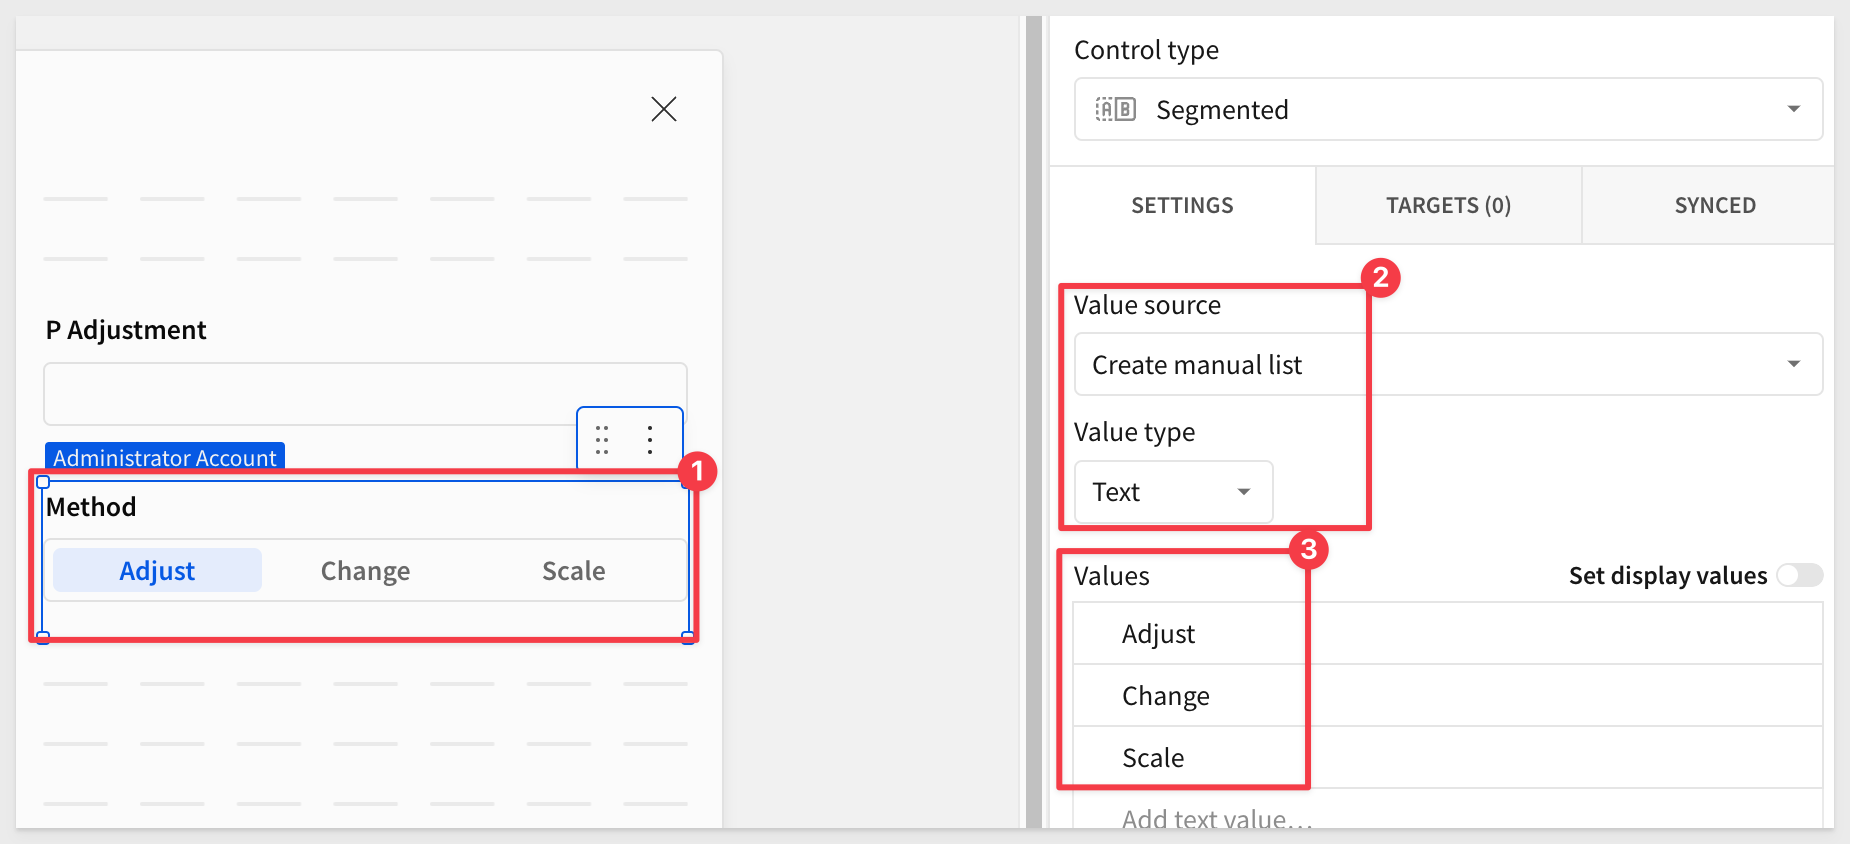 P Adjustment
Administrator Account
1
Method
Adjust Change Scale
Control type
AB Segmented
SETTINGS TARGETS (0) SYNCED
2
Value source
Create manual list
Value type
Text
3
Values Set display values
Adjust
Change
Scale
Add text value...